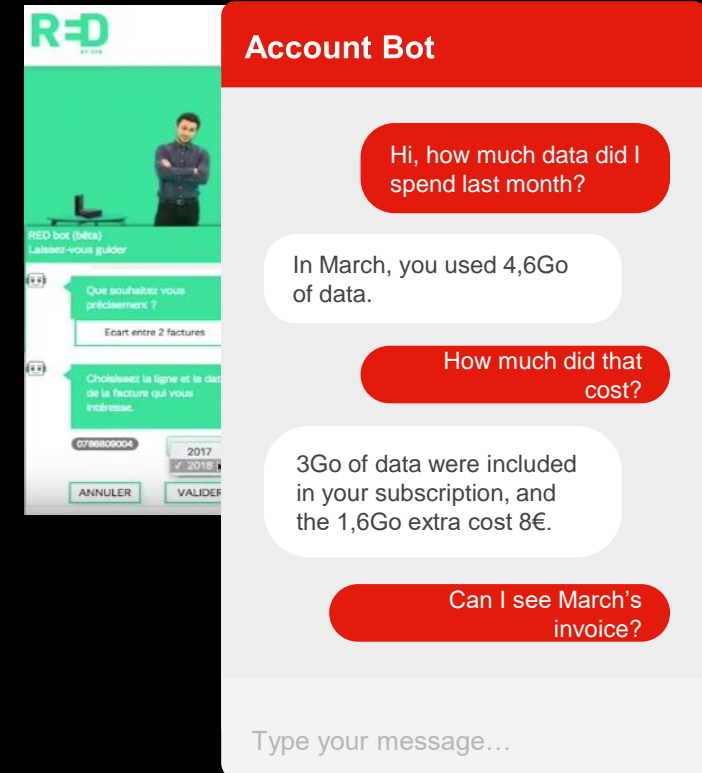 RED
BY SFR
RED bot (bêta)
Laissez-vous guider
Que souhaitez vous
précisement ?
Ecart entre 2 factures
Choisissez la ligne et la dat
de la facture qui vous
intéresse.
0786809004
2017
✓ 2018
ANNULER
VALIDER
Account Bot
Hi, how much data did I
spend last month?
In March, you used 4,6Go
of data.
How much did that
cost?
3Go of data were included
in your subscription, and
the 1,6Go extra cost 8€.
Can I see March’s
invoice?
Type your message…